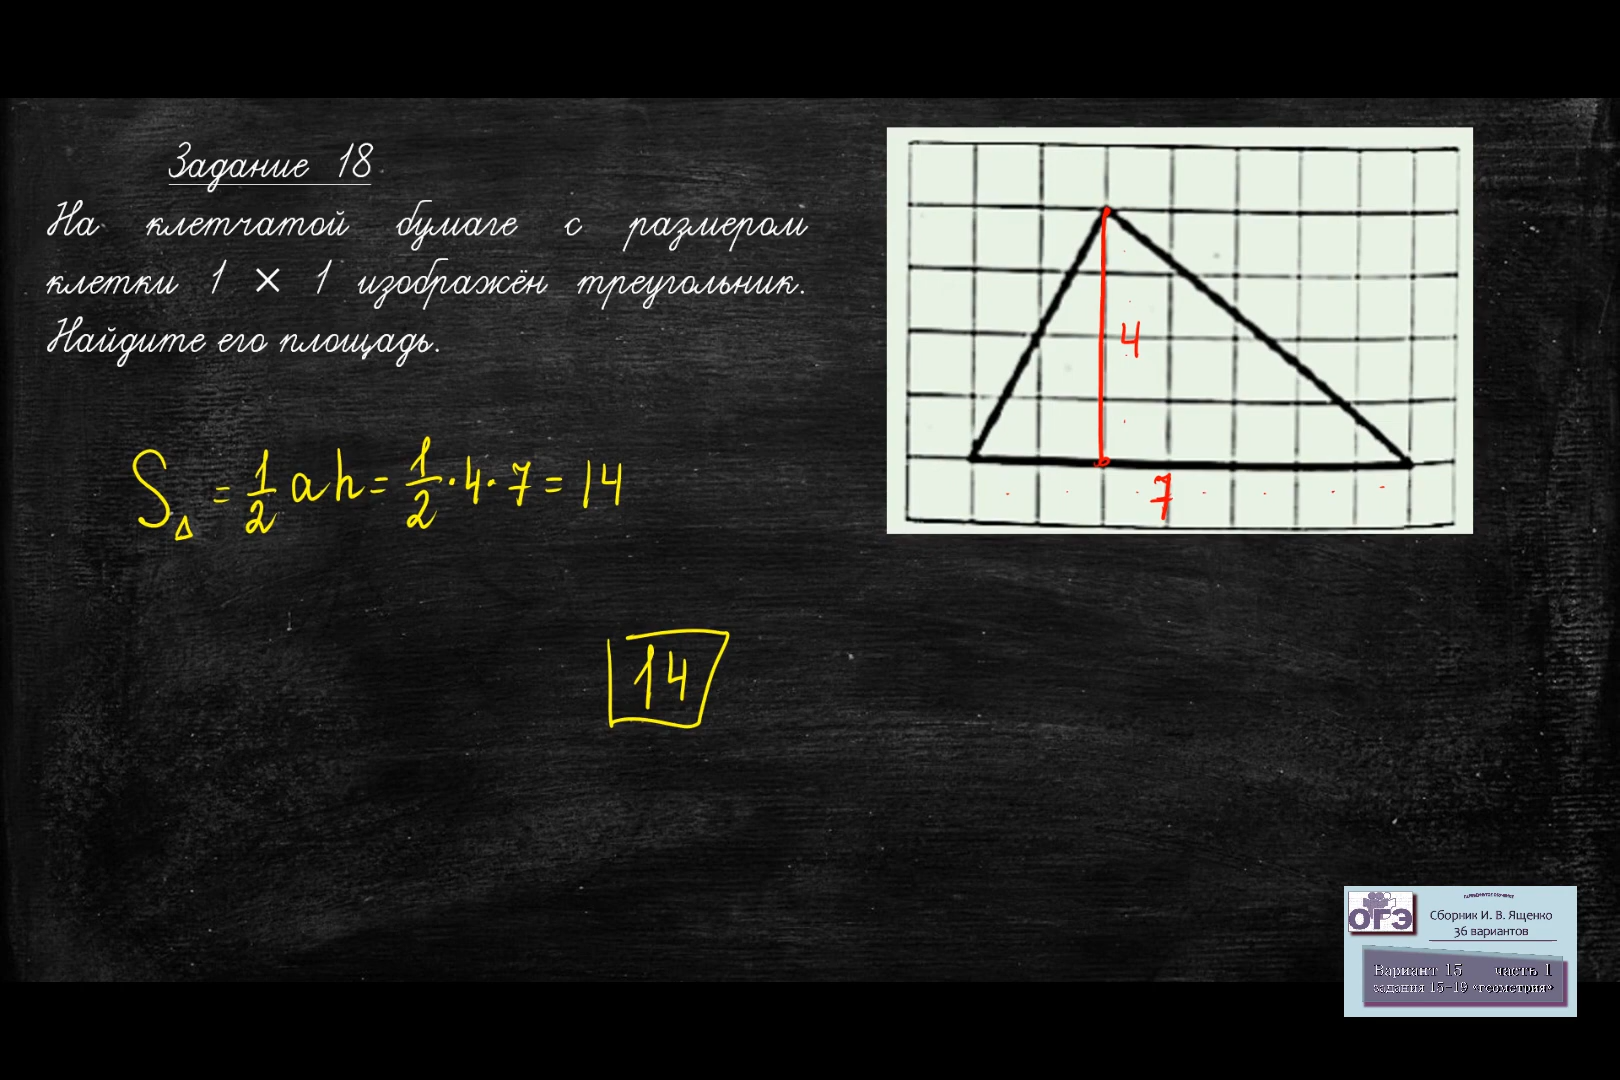 Задание 18
На клетчатой бумаге с размером
клетки 1 × 1 изображён треугольник.
Найдите его площадь.
S△ = 1/2 a h = 1/2 · 4 · 7 = 14
14
4
7
ОГЭ
Сборник И. В. Ященко
36 вариантов
Вариант 15 часть 1
задания 15–19 «геометрия»